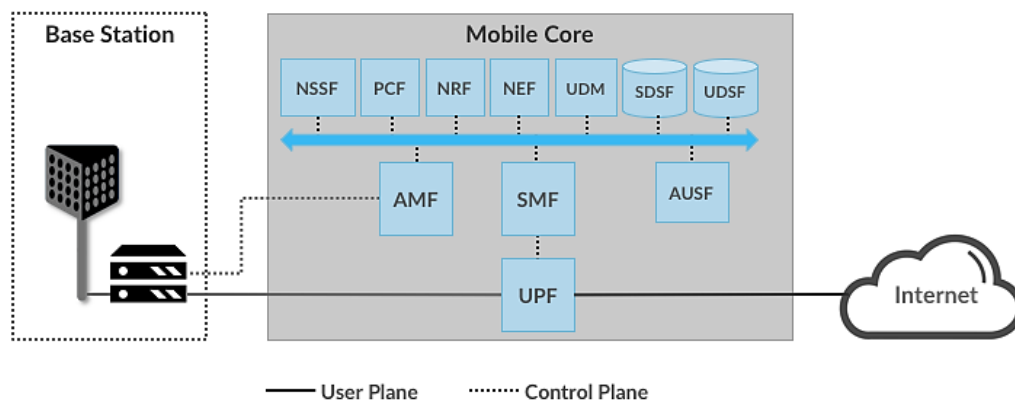 Base Station
Mobile Core
NSSF PCF NRF NEF UDM SDSF UDSF
AMF SMF AUSF
UPF
Internet
User Plane Control Plane